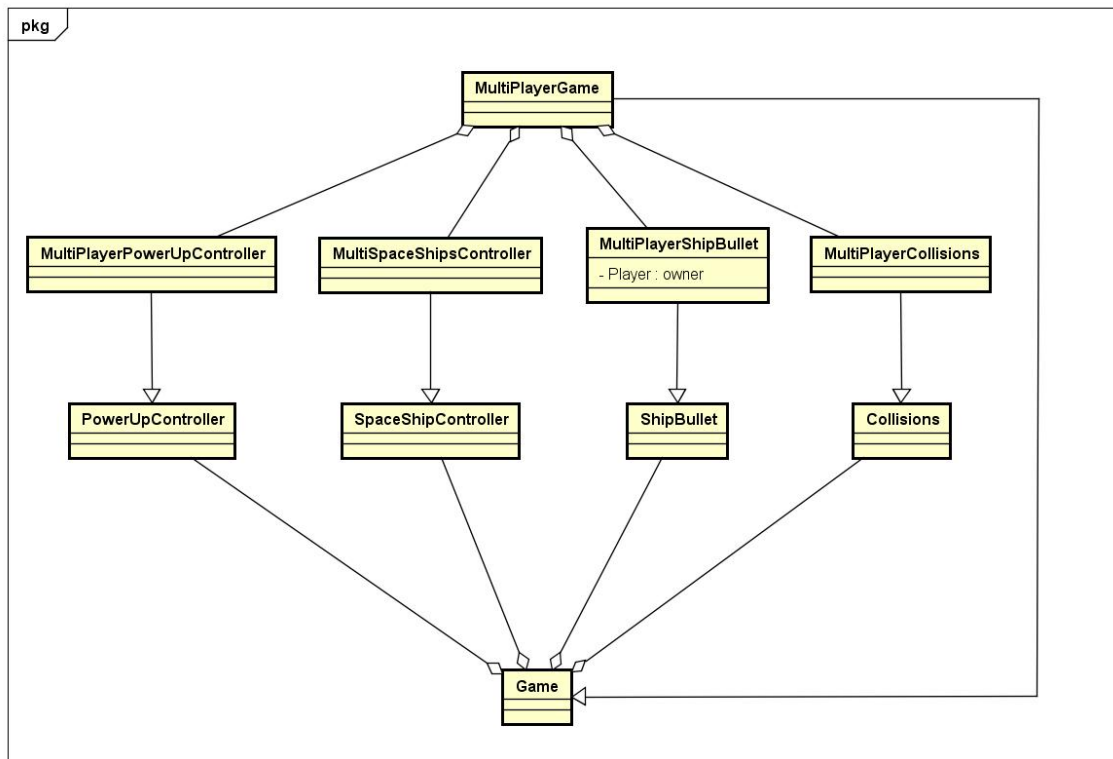 pkg
MultiPlayerGame
MultiPlayerPowerUpController
MultiSpaceShipsController
MultiPlayerShipBullet
- Player : owner
MultiPlayerCollisions
PowerUpController
SpaceShipController
ShipBullet
Collisions
Game